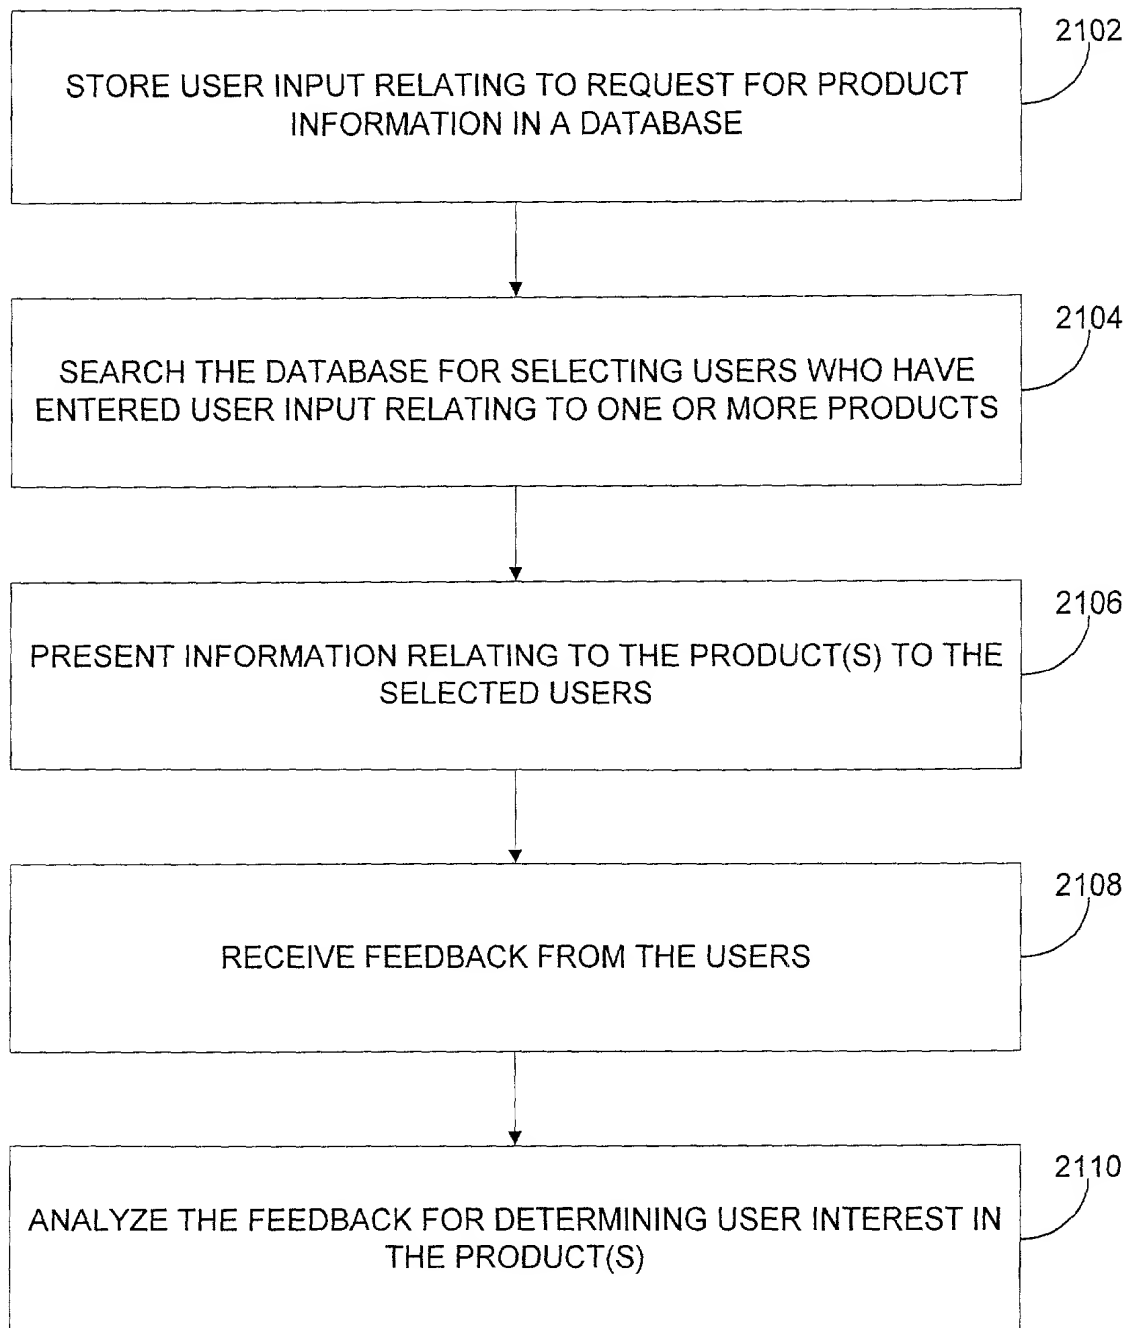 2102
STORE USER INPUT RELATING TO REQUEST FOR PRODUCT
INFORMATION IN A DATABASE
2104
SEARCH THE DATABASE FOR SELECTING USERS WHO HAVE
ENTERED USER INPUT RELATING TO ONE OR MORE PRODUCTS
2106
PRESENT INFORMATION RELATING TO THE PRODUCT(S) TO THE
SELECTED USERS
2108
RECEIVE FEEDBACK FROM THE USERS
2110
ANALYZE THE FEEDBACK FOR DETERMINING USER INTEREST IN
THE PRODUCT(S)